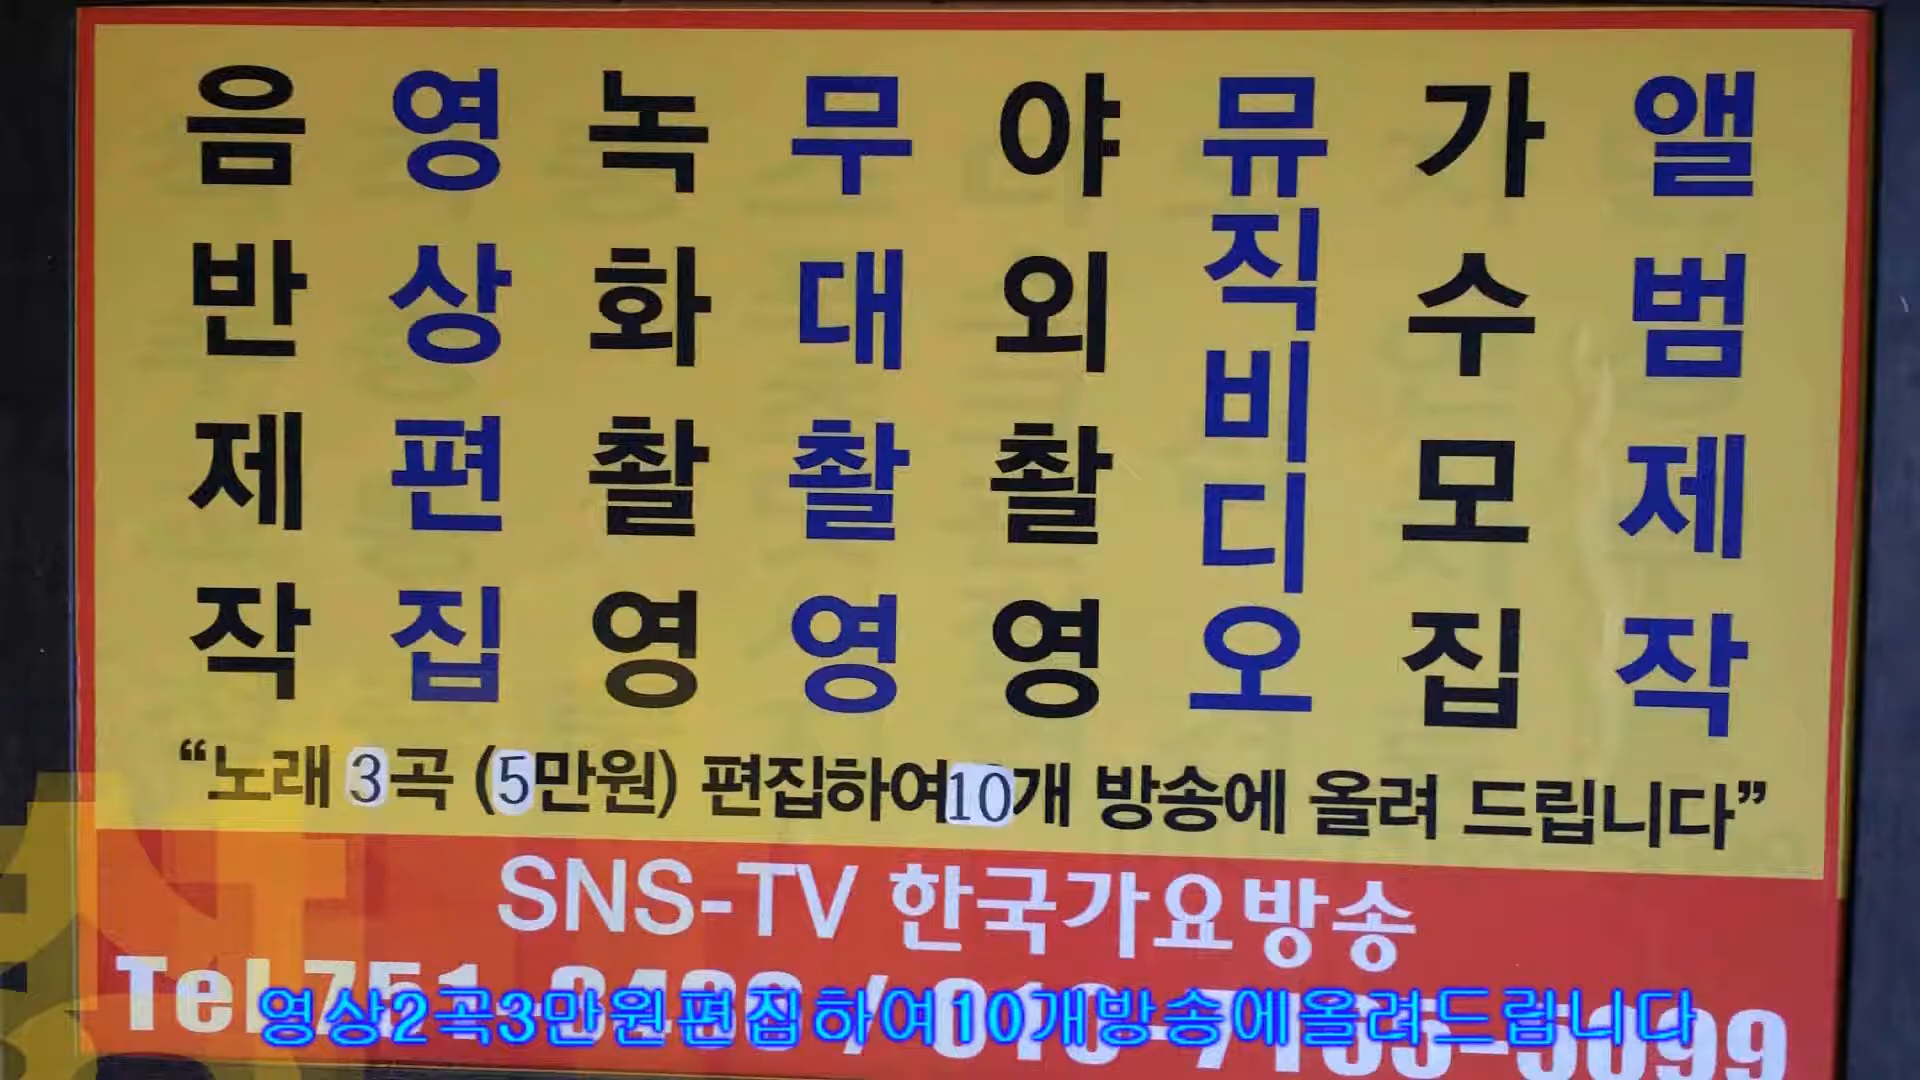 음반제작
영상편집
녹화촬영
무대촬영
야외촬영
뮤직비디오
가수모집
앨범제작
“노래 3곡 (5만원) 편집하여 10개 방송에 올려 드립니다”
SNS-TV 한국가요방송
Tel
영상2곡3만원편집하여10개방송에올려드립니다